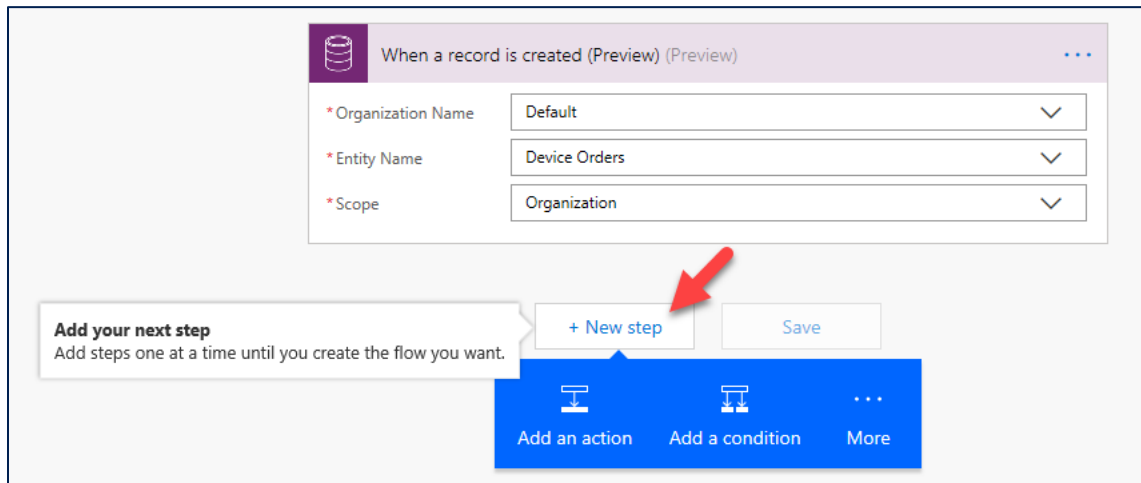 When a record is created (Preview) (Preview)
* Organization Name
Default
* Entity Name
Device Orders
* Scope
Organization
Add your next step
Add steps one at a time until you create the flow you want.
+ New step
Save
Add an action
Add a condition
More